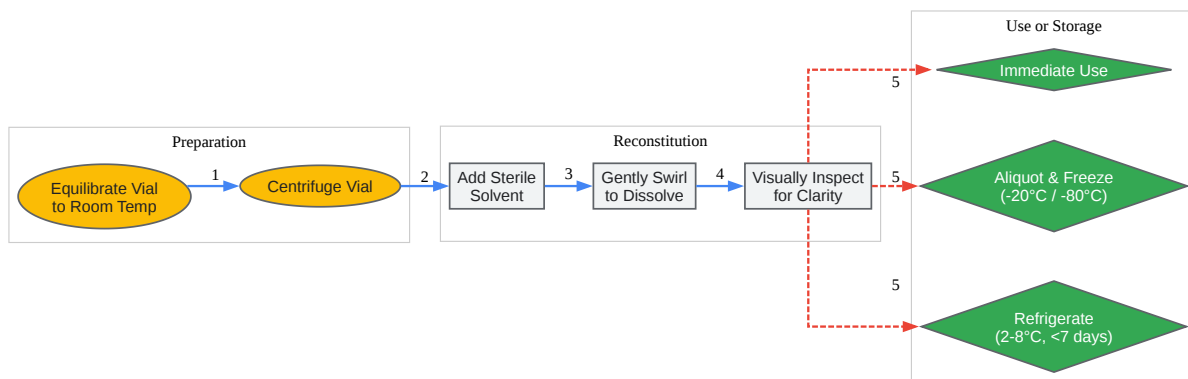 Preparation
Equilibrate Vial
to Room Temp
1
Centrifuge Vial
2
Reconstitution
Add Sterile
Solvent
3
Gently Swirl
to Dissolve
4
Visually Inspect
for Clarity
5
5
5
Use or Storage
Immediate Use
Aliquot & Freeze
(-20°C / -80°C)
Refrigerate
(2-8°C, <7 days)